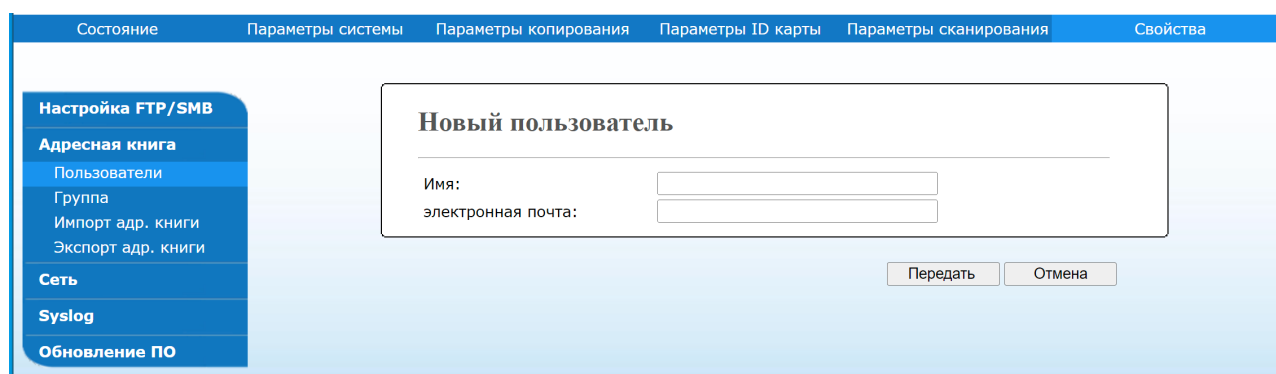 Состояние Параметры системы Параметры копирования Параметры ID карты Параметры сканирования Свойства
Настройка FTP/SMB
Адресная книга
Пользователи
Группа
Импорт адр. книги
Экспорт адр. книги
Сеть
Syslog
Обновление ПО
Новый пользователь
Имя:
электронная почта:
Передать Отмена